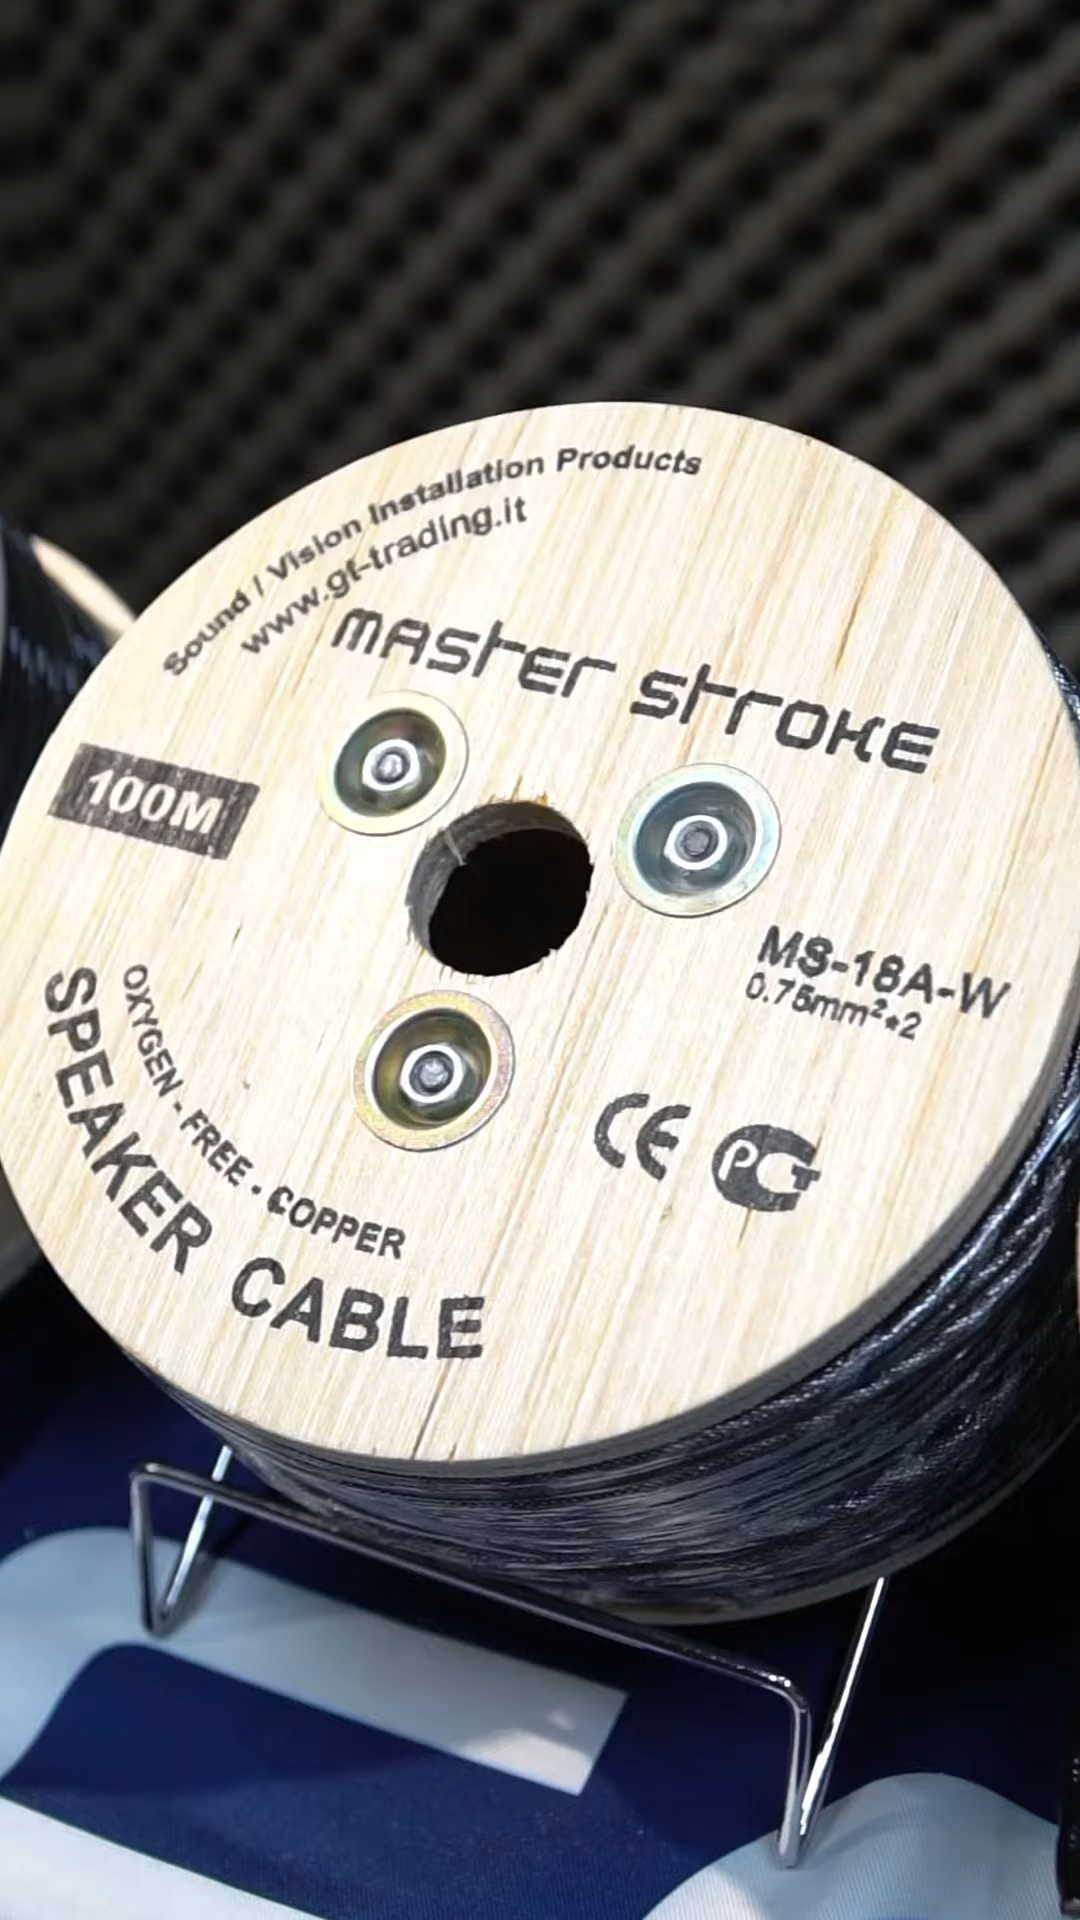 Sound / Vision Installation Products
www.gt-trading.it
master stroke
100M
MS-18A-W
0.75mm²*2
CE PCT
OXYGEN - FREE - COPPER
SPEAKER CABLE